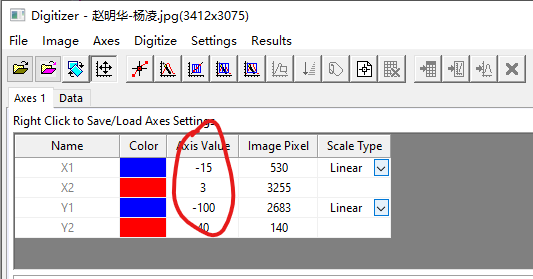 Digitizer - 赵明华-杨凌.jpg(3412x3075)
File Image Axes Digitize Settings Results
Axes 1 Data
Right Click to Save/Load Axes Settings
Name Color Axis Value Image Pixel Scale Type
X1 -15 530 Linear
X2 3 3255
Y1 -100 2683 Linear
Y2 40 140